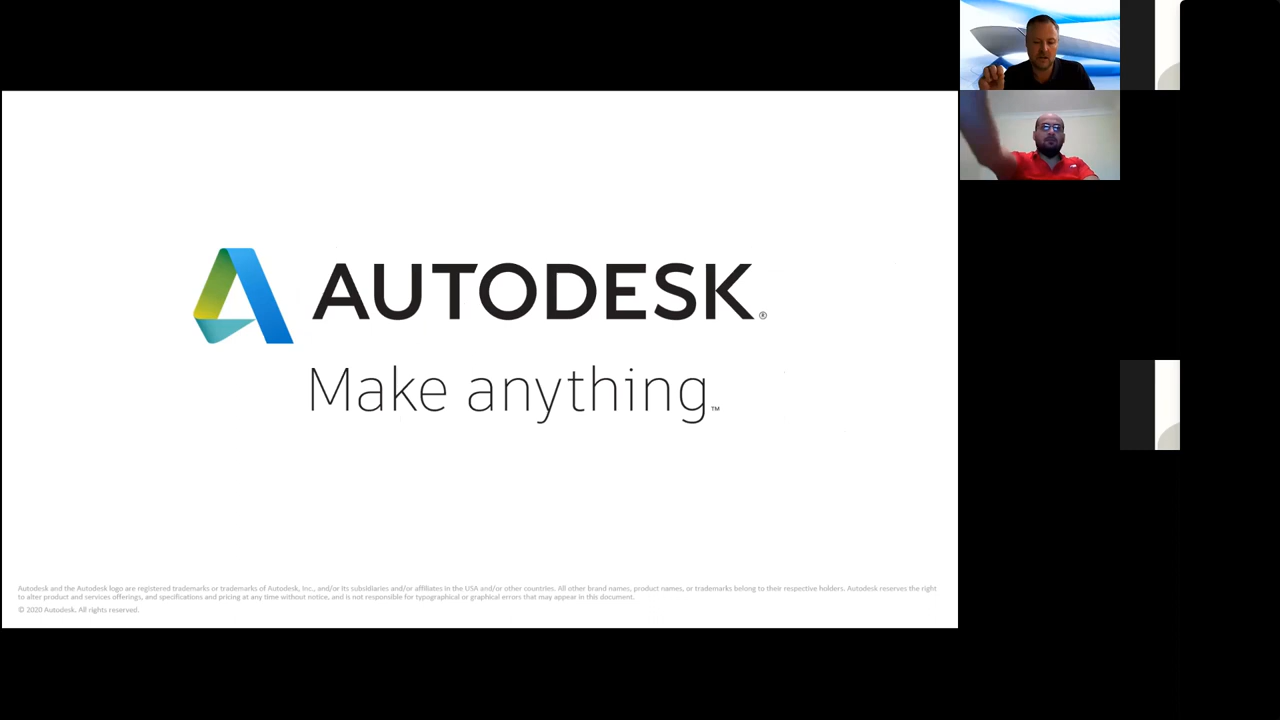 AUTODESK®
Make anything™
Autodesk and the Autodesk logo are registered trademarks or trademarks of Autodesk, Inc., and/or its subsidiaries and/or affiliates in the USA and/or other countries. All other brand names, product names, or trademarks belong to their respective holders. Autodesk reserves the right
to alter product and services offerings, and specifications and pricing at any time without notice, and is not responsible for typographical or graphical errors that may appear in this document.
© 2020 Autodesk. All rights reserved.